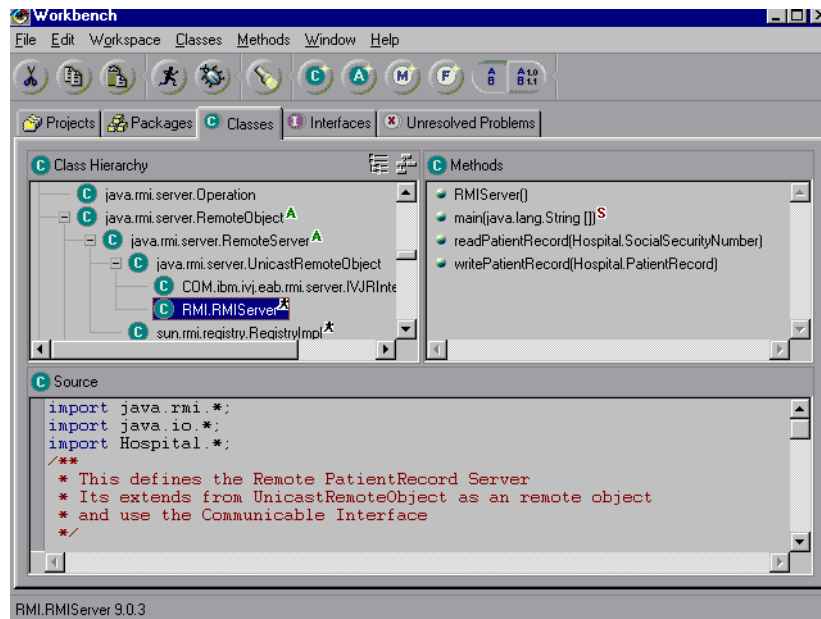 Workbench
File Edit Workspace Classes Methods Window Help
C A M F A B A1.0 B1.1
Projects Packages C Classes I Interfaces X Unresolved Problems
C Class Hierarchy
C java.rmi.server.Operation
C java.rmi.server.RemoteObject A
C java.rmi.server.RemoteServer A
C java.rmi.server.UnicastRemoteObject
C COM.ibm.ivj.eab.rmi.server.IVJRInte
C RMI.RMIServer
C sun.rmi.registry.RegistryImpl
C Methods
RMIServer()
main(java.lang.String []) S
readPatientRecord(Hospital.SocialSecurityNumber)
writePatientRecord(Hospital.PatientRecord)
C Source
import java.rmi.*;
import java.io.*;
import Hospital.*;
/**
* This defines the Remote PatientRecord Server
* Its extends from UnicastRemoteObject as an remote object
* and use the Communicable Interface
*/
RMI.RMIServer 9.0.3